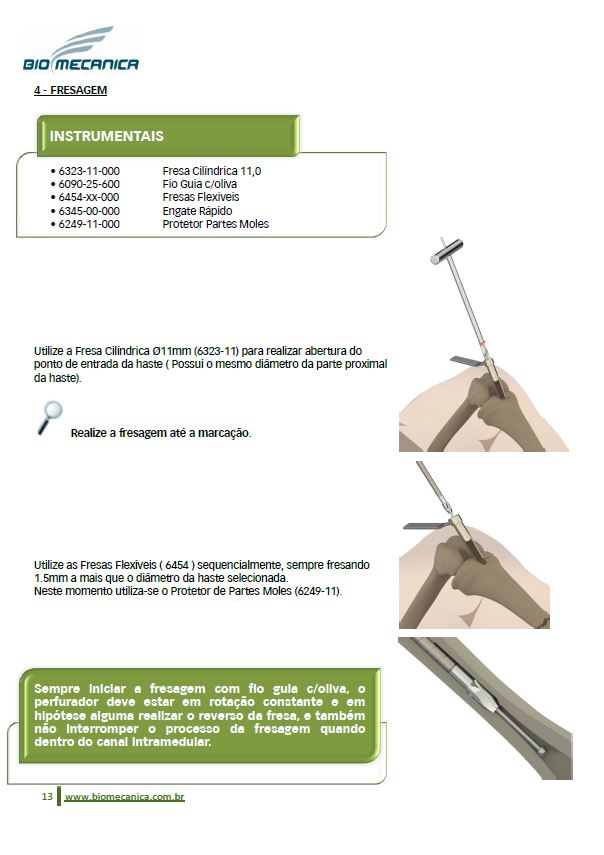 BIOMECANICA
4 - FRESAGEM
INSTRUMENTAIS
• 6323-11-000 Fresa Cilíndrica 11,0
• 6090-25-600 Fio Guia c/oliva
• 6454-xx-000 Fresas Flexíveis
• 6345-00-000 Engate Rápido
• 6249-11-000 Protetor Partes Moles
Utilize a Fresa Cilíndrica Ø11mm (6323-11) para realizar abertura do
ponto de entrada da haste ( Possui o mesmo diâmetro da parte proximal
da haste).
Realize a fresagem até a marcação.
Utilize as Fresas Flexíveis ( 6454 ) sequencialmente, sempre fresando
1.5mm a mais que o diâmetro da haste selecionada.
Neste momento utiliza-se o Protetor de Partes Moles (6249-11).
Sempre iniciar a fresagem com fio guia c/oliva, o
perfurador deve estar em rotação constante e em
hipótese alguma realizar o reverso da fresa, e também
não interromper o processo da fresagem quando
dentro do canal intramedular.
13 www.biomecanica.com.br